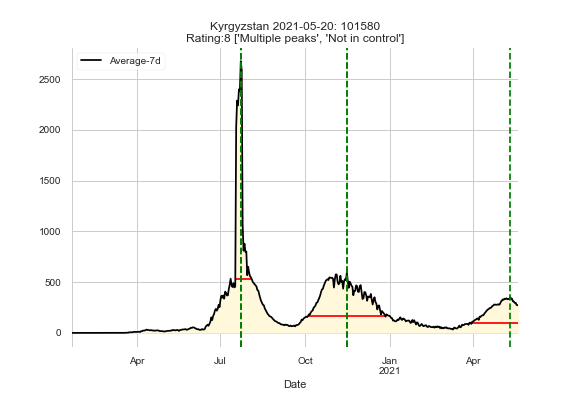 Kyrgyzstan 2021-05-20: 101580
Rating:8 ['Multiple peaks', 'Not in control']
Average-7d
2500
2000
1500
1000
500
0
Apr
Jul
Oct
Jan
2021
Apr
Date